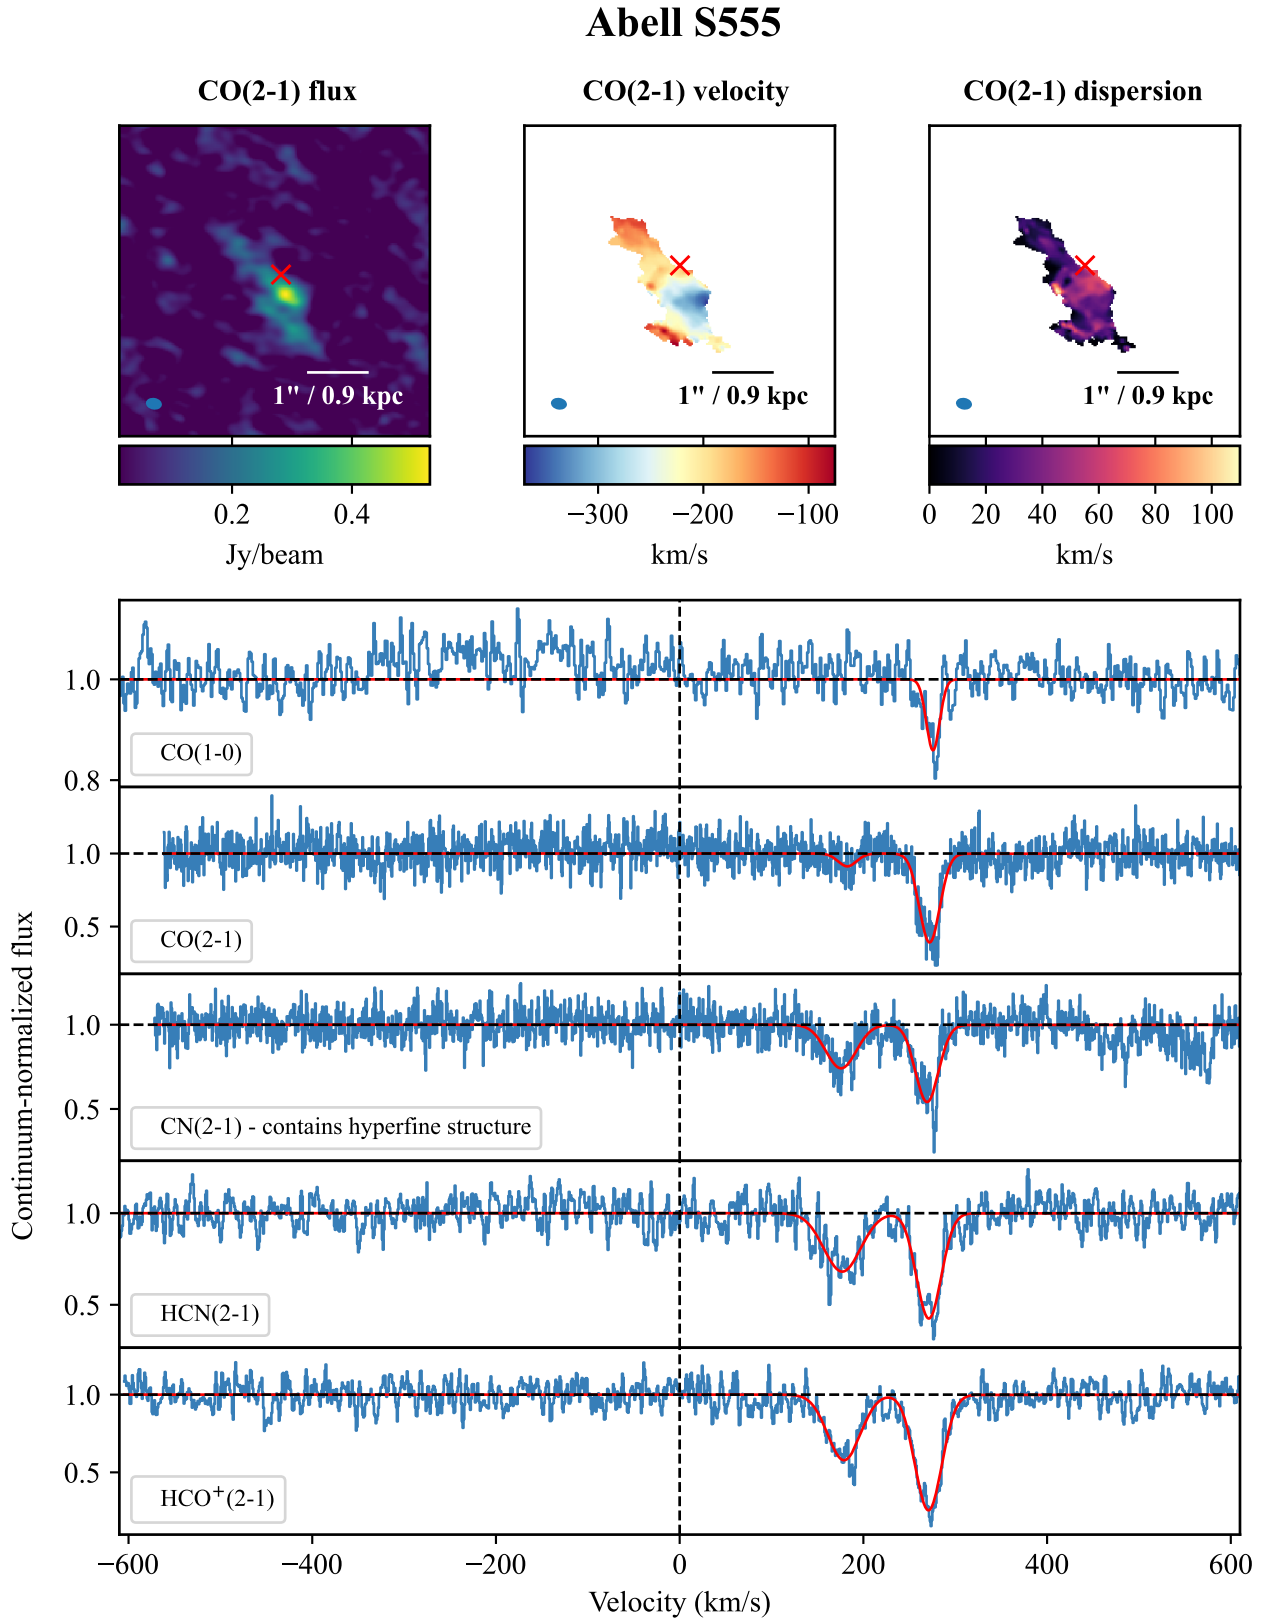 Abell S555
CO(2-1) flux
CO(2-1) velocity
CO(2-1) dispersion
1" / 0.9 kpc
1" / 0.9 kpc
1" / 0.9 kpc
0.2 0.4
−300 −200 −100
0 20 40 60 80 100
Jy/beam
km/s
km/s
Continuum-normalized flux
1.0
0.8
CO(1-0)
1.0
0.5
CO(2-1)
1.0
0.5
CN(2-1) - contains hyperfine structure
1.0
0.5
HCN(2-1)
1.0
0.5
HCO⁺(2-1)
−600 −400 −200 0 200 400 600
Velocity (km/s)